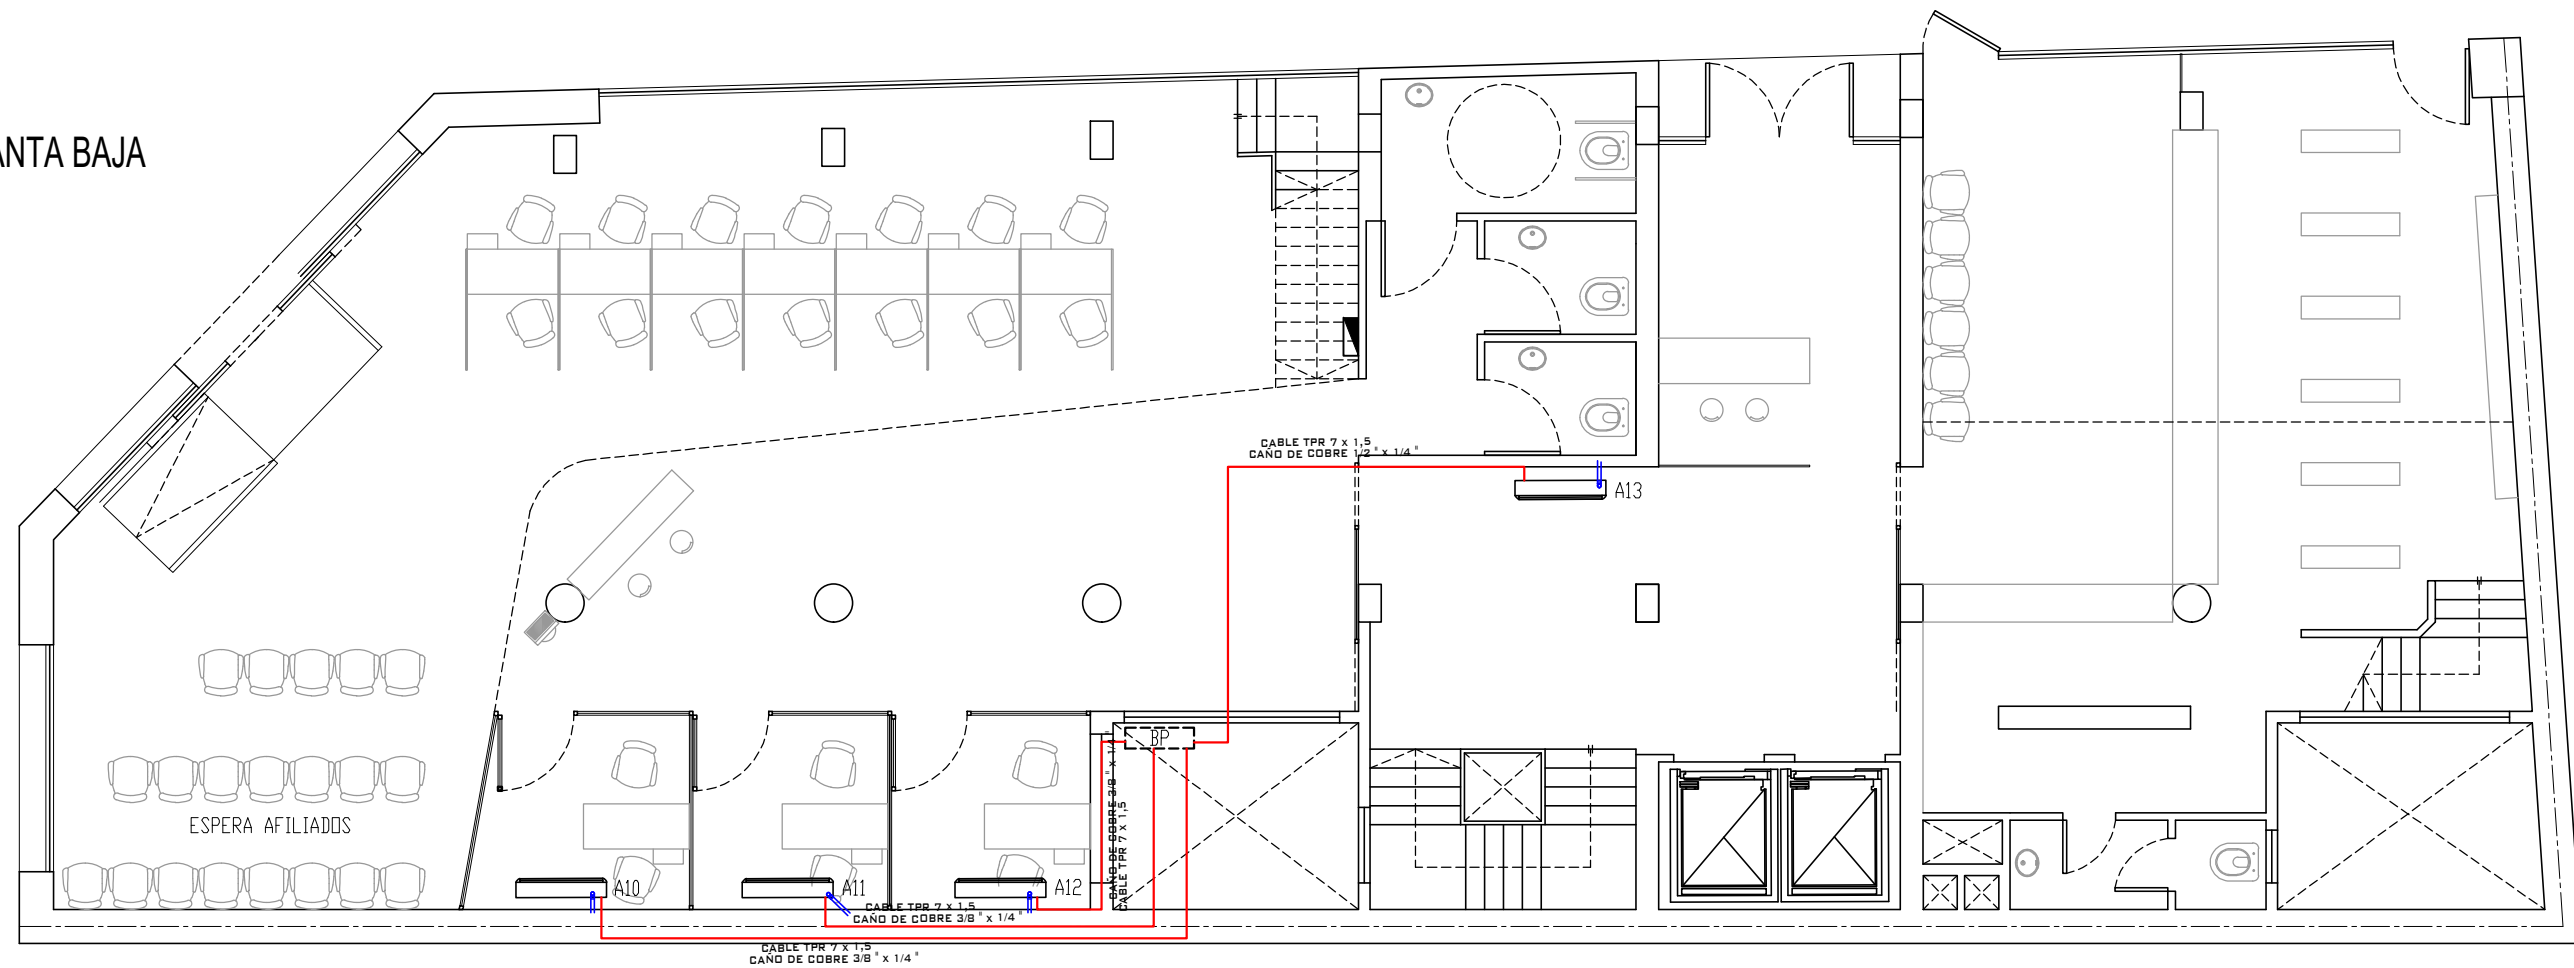 ANTA BAJA
CABLE TPR 7 x 1,5
CAÑO DE COBRE 1/2 " x 1/4 "
A13
BP
CAÑO DE COBRE 3/8 " x 1/4 "
CABLE TPR 7 x 1,5
ESPERA AFILIADOS
A10
A11
A12
CABLE TPR 7 x 1,5
CAÑO DE COBRE 3/8 " x 1/4 "
CABLE TPR 7 x 1,5
CAÑO DE COBRE 3/8 " x 1/4 "